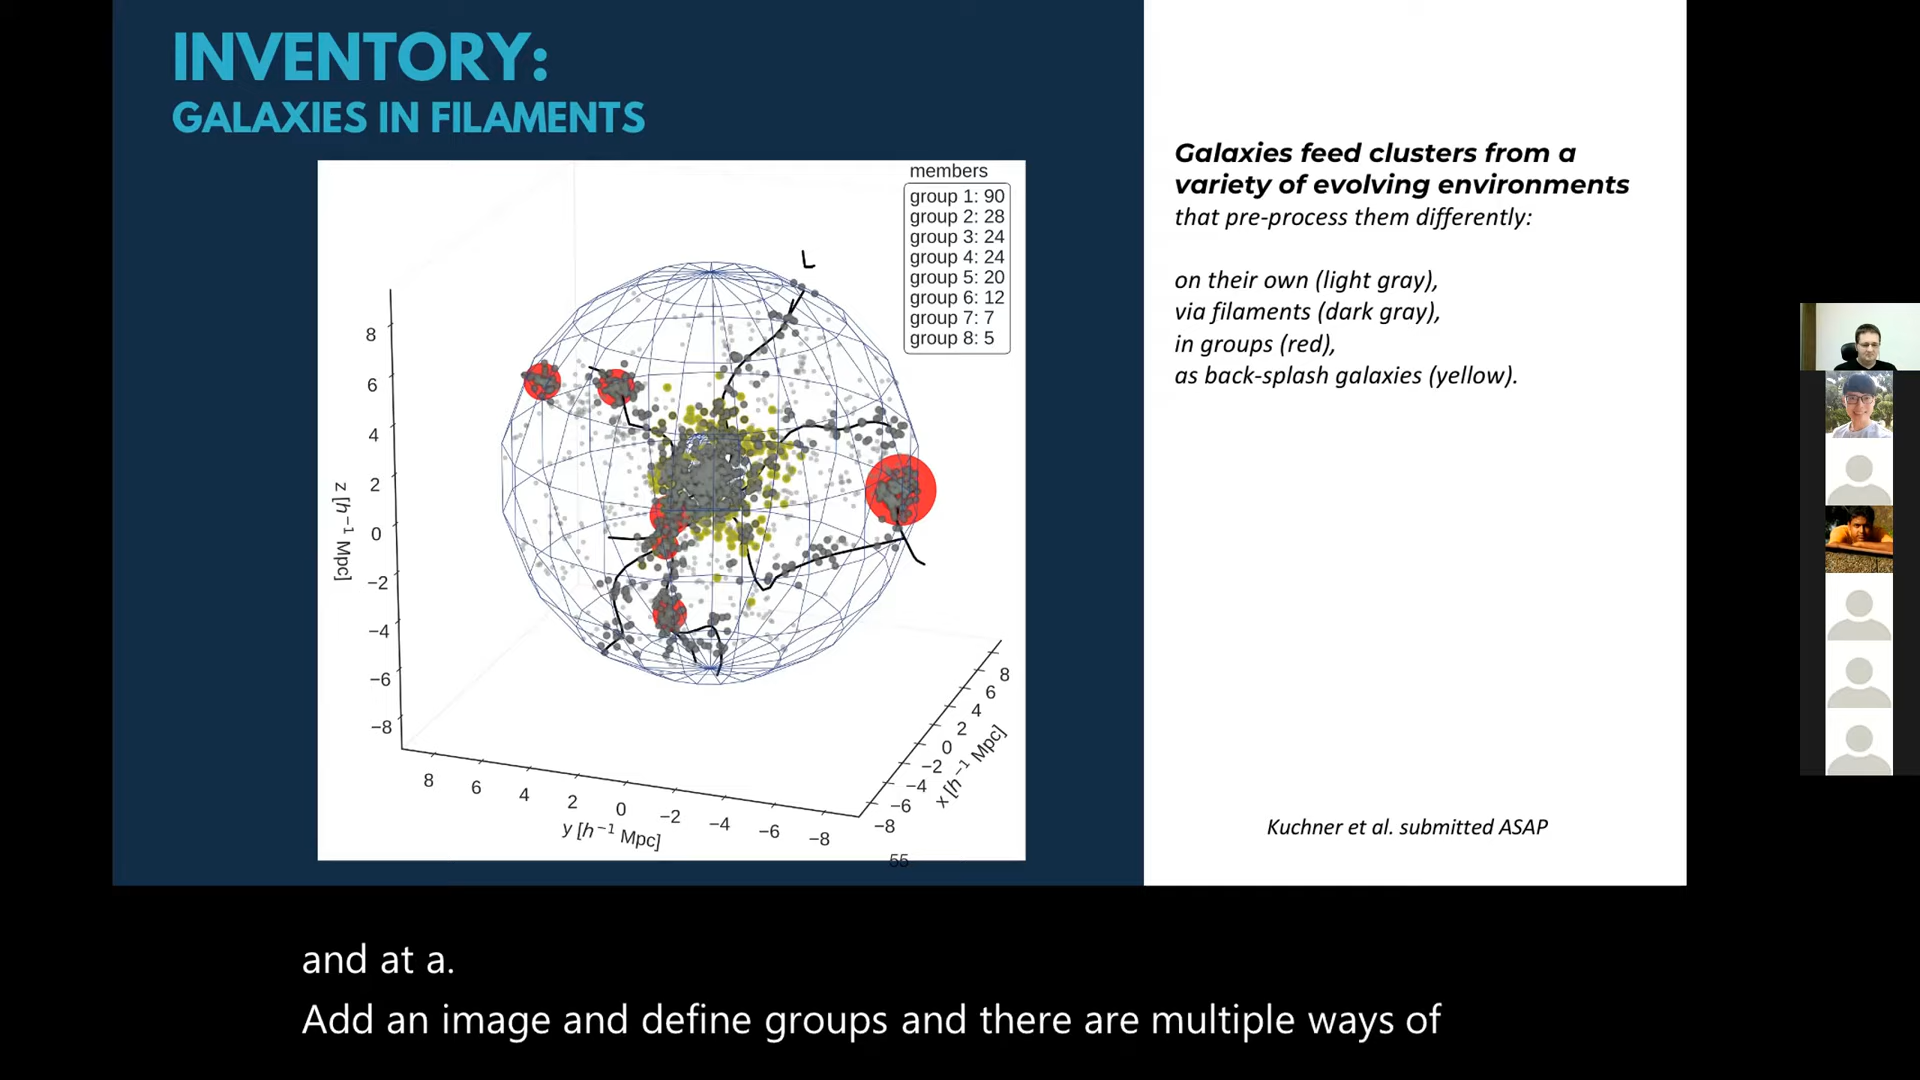 INVENTORY:
GALAXIES IN FILAMENTS
members
group 1: 90
group 2: 28
group 3: 24
group 4: 24
group 5: 20
group 6: 12
group 7: 7
group 8: 5
L
8
6
4
2
0
−2
−4
−6
−8
z [h⁻¹ Mpc]
8
6
4
2
0
−2
−4
−6
−8
y [h⁻¹ Mpc]
8
6
4
2
0
−2
−4
−6
−8
x [h⁻¹ Mpc]
55
Galaxies feed clusters from a
variety of evolving environments
that pre-process them differently:
on their own (light gray),
via filaments (dark gray),
in groups (red),
as back-splash galaxies (yellow).
Kuchner et al. submitted ASAP
and at a.
Add an image and define groups and there are multiple ways of